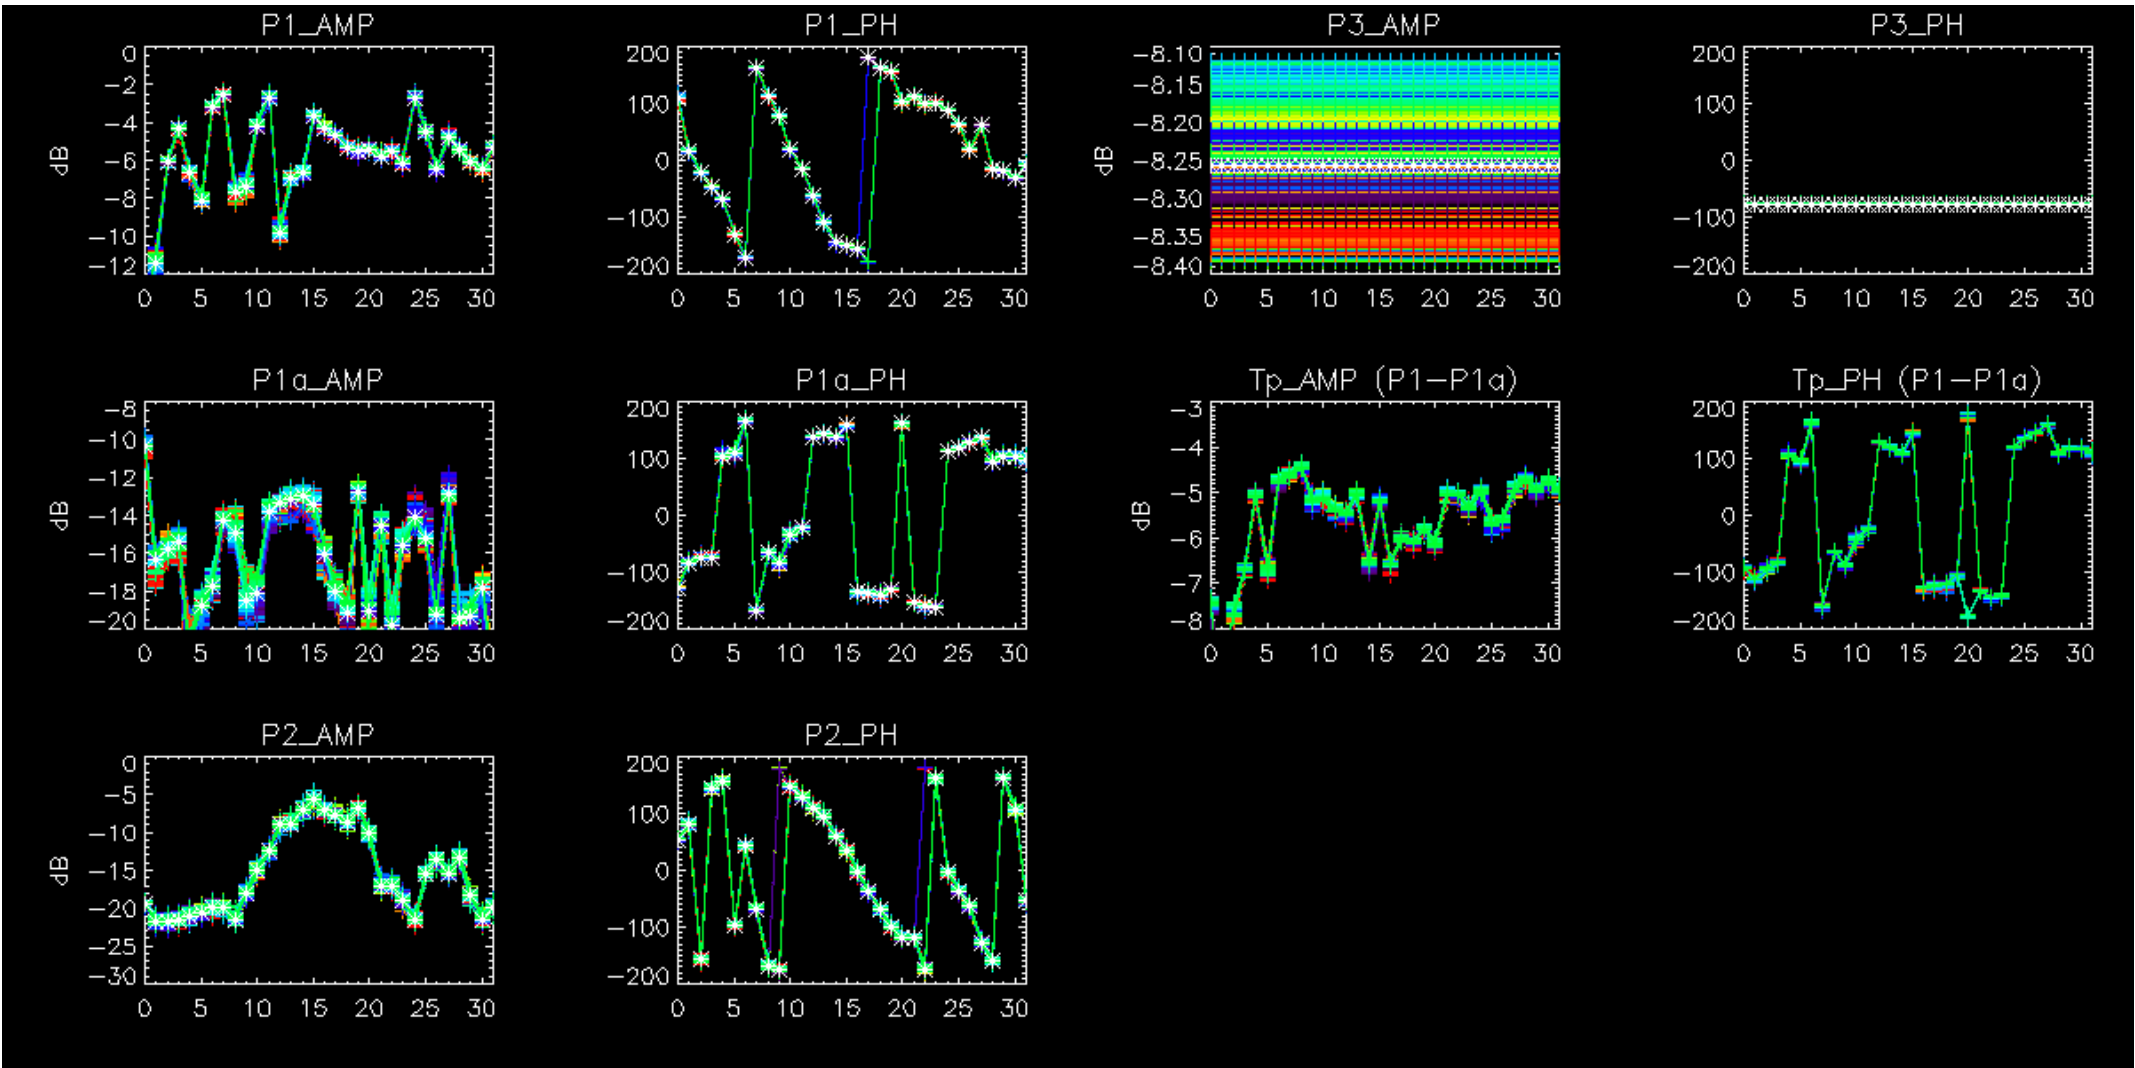 P1_AMP P1_PH P3_AMP P3_PH
0 200 -8.10 200
-2 100 -8.15 100
-4 0 -8.20 0
-6 -100 -8.25 -100
-8 -200 -8.30 -200
-10 -8.35
-12 -8.40
dB dB
0 5 10 15 20 25 30 0 5 10 15 20 25 30 0 5 10 15 20 25 30 0 5 10 15 20 25 30
P1a_AMP P1a_PH Tp_AMP (P1-P1a) Tp_PH (P1-P1a)
-8 200 -3 200
-10 100 -4 100
-12 0 -5 0
-14 -100 -6 -100
-16 -200 -7 -200
-18 -8
-20
dB dB
0 5 10 15 20 25 30 0 5 10 15 20 25 30 0 5 10 15 20 25 30 0 5 10 15 20 25 30
P2_AMP P2_PH
0 200
-5 100
-10 0
-15 -100
-20 -200
-25
-30
dB
0 5 10 15 20 25 30 0 5 10 15 20 25 30